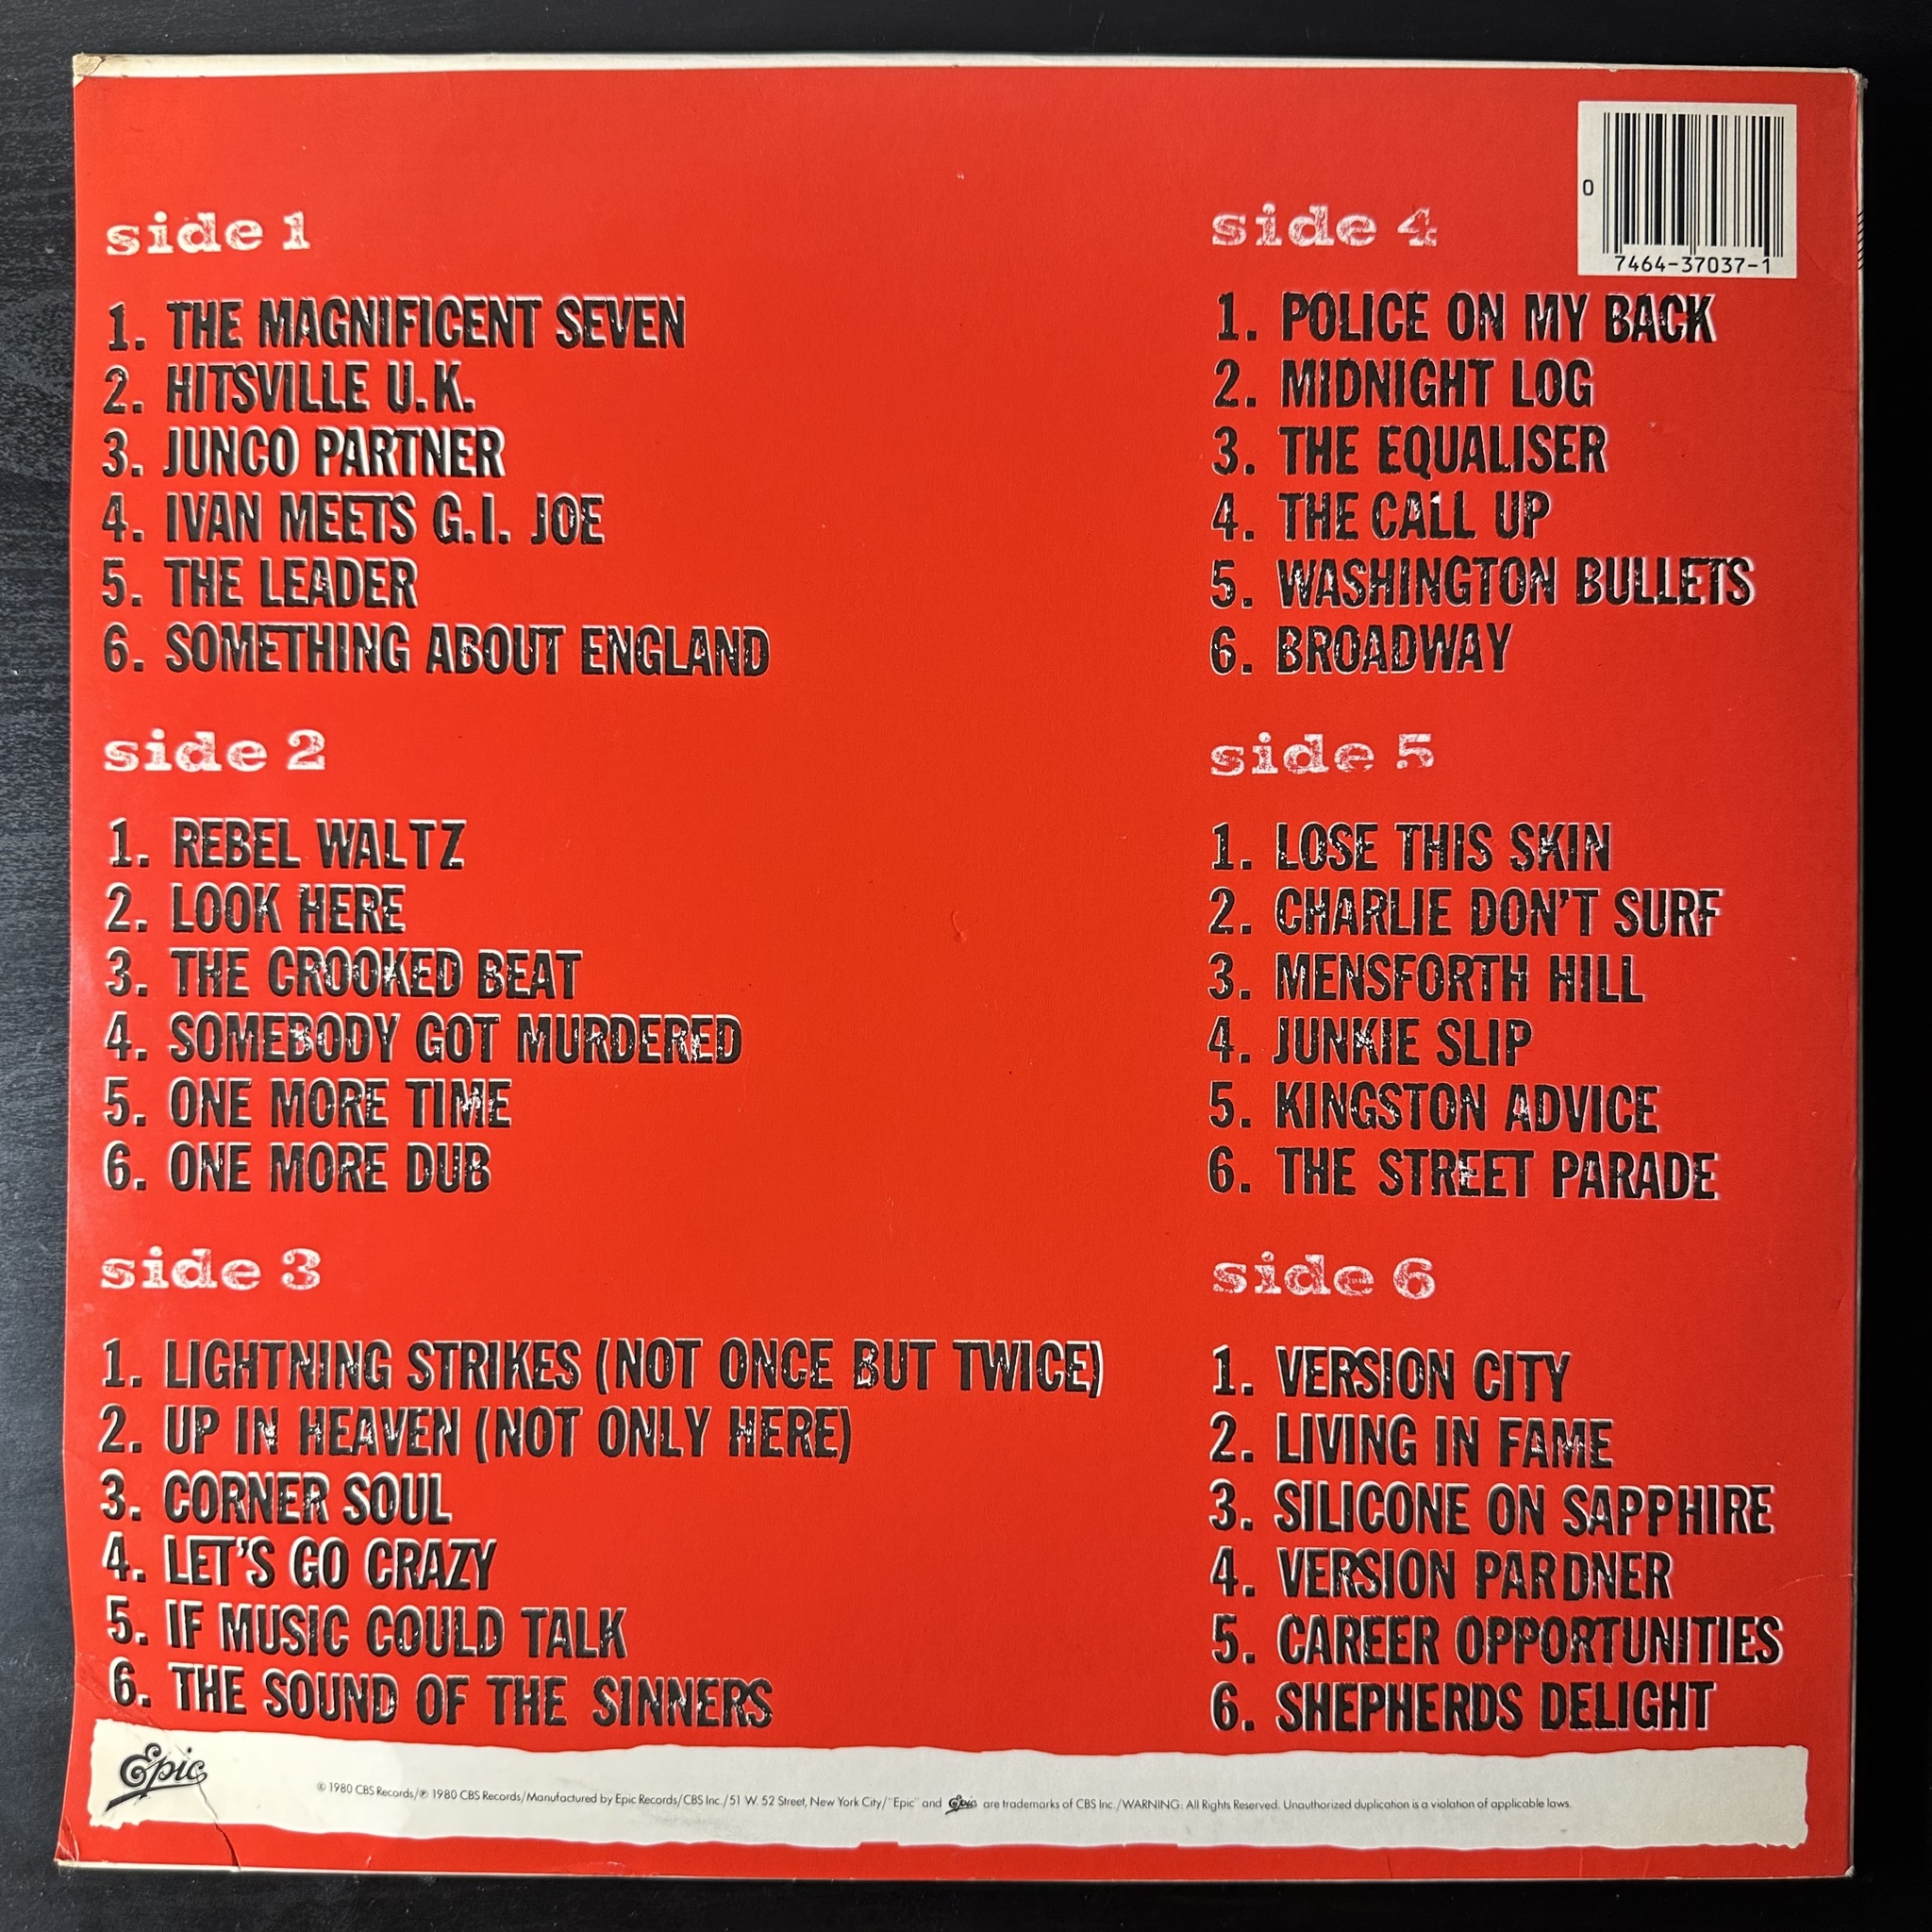 side 1
1. THE MAGNIFICENT SEVEN
2. HITSVILLE U.K.
3. JUNCO PARTNER
4. IVAN MEETS G.I. JOE
5. THE LEADER
6. SOMETHING ABOUT ENGLAND
side 2
1. REBEL WALTZ
2. LOOK HERE
3. THE CROOKED BEAT
4. SOMEBODY GOT MURDERED
5. ONE MORE TIME
6. ONE MORE DUB
side 3
1. LIGHTNING STRIKES (NOT ONCE BUT TWICE)
2. UP IN HEAVEN (NOT ONLY HERE)
3. CORNER SOUL
4. LET'S GO CRAZY
5. IF MUSIC COULD TALK
6. THE SOUND OF THE SINNERS
0
7464-37037-1
side 4
1. POLICE ON MY BACK
2. MIDNIGHT LOG
3. THE EQUALISER
4. THE CALL UP
5. WASHINGTON BULLETS
6. BROADWAY
side 5
1. LOSE THIS SKIN
2. CHARLIE DON'T SURF
3. MENSFORTH HILL
4. JUNKIE SLIP
5. KINGSTON ADVICE
6. THE STREET PARADE
side 6
1. VERSION CITY
2. LIVING IN FAME
3. SILICONE ON SAPPHIRE
4. VERSION PARDNER
5. CAREER OPPORTUNITIES
6. SHEPHERDS DELIGHT
Epic
© 1980 CBS Records/℗ 1980 CBS Records/Manufactured by Epic Records/CBS Inc./51 W. 52 Street, New York City/"Epic" and Epic are trademarks of CBS Inc./WARNING: All Rights Reserved. Unauthorized duplication is a violation of applicable laws.